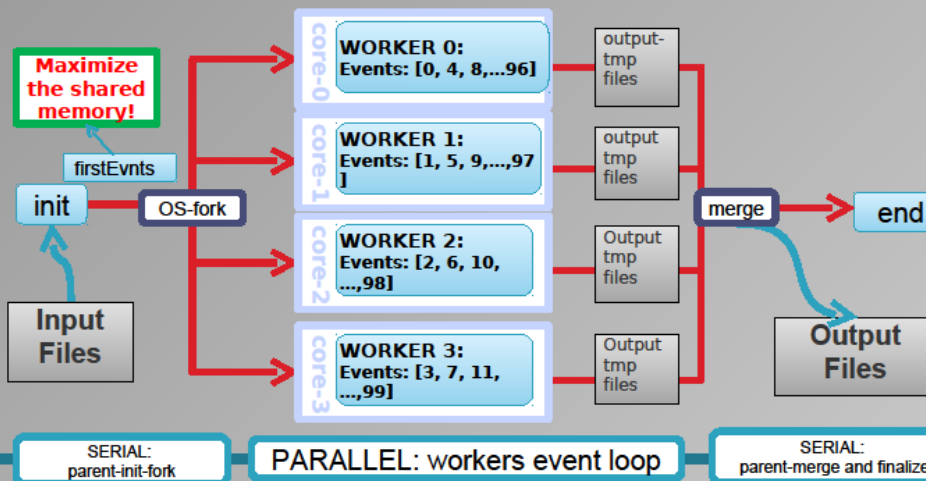 Maximize
the shared
memory!
firstEvnts
init
OS-fork
Input
Files
core-0
WORKER 0:
Events: [0, 4, 8,...96]
core-1
WORKER 1:
Events: [1, 5, 9,...,97
]
core-2
WORKER 2:
Events: [2, 6, 10,
...,98]
core-3
WORKER 3:
Events: [3, 7, 11,
...,99]
output-
tmp
files
output
tmp
files
Output
tmp
files
Output
tmp
files
merge
end
Output
Files
SERIAL:
parent-init-fork
PARALLEL: workers event loop
SERIAL:
parent-merge and finalize